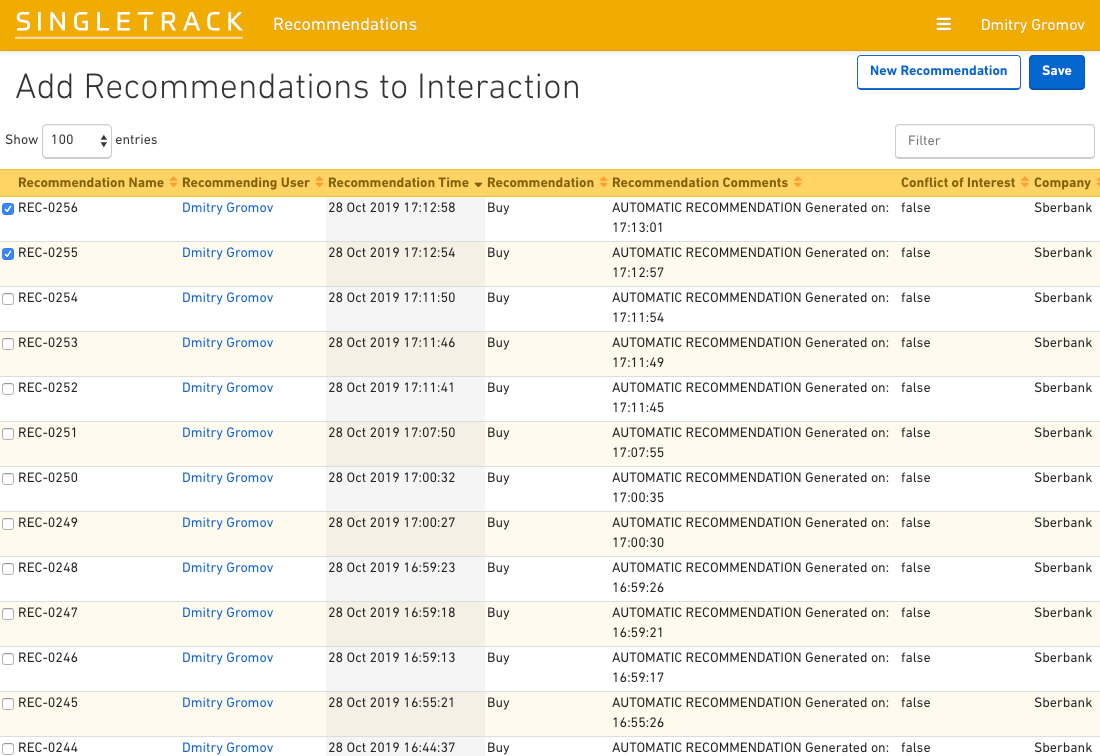 SINGLETRACK Recommendations Dmitry Gromov
Add Recommendations to Interaction New Recommendation Save
Show 100 entries Filter
Recommendation Name Recommending User Recommendation Time Recommendation Recommendation Comments Conflict of Interest Company
REC-0256 Dmitry Gromov 28 Oct 2019 17:12:58 Buy AUTOMATIC RECOMMENDATION Generated on: false Sberbank
17:13:01
REC-0255 Dmitry Gromov 28 Oct 2019 17:12:54 Buy AUTOMATIC RECOMMENDATION Generated on: false Sberbank
17:12:57
REC-0254 Dmitry Gromov 28 Oct 2019 17:11:50 Buy AUTOMATIC RECOMMENDATION Generated on: false Sberbank
17:11:54
REC-0253 Dmitry Gromov 28 Oct 2019 17:11:46 Buy AUTOMATIC RECOMMENDATION Generated on: false Sberbank
17:11:49
REC-0252 Dmitry Gromov 28 Oct 2019 17:11:41 Buy AUTOMATIC RECOMMENDATION Generated on: false Sberbank
17:11:45
REC-0251 Dmitry Gromov 28 Oct 2019 17:07:50 Buy AUTOMATIC RECOMMENDATION Generated on: false Sberbank
17:07:55
REC-0250 Dmitry Gromov 28 Oct 2019 17:00:32 Buy AUTOMATIC RECOMMENDATION Generated on: false Sberbank
17:00:35
REC-0249 Dmitry Gromov 28 Oct 2019 17:00:27 Buy AUTOMATIC RECOMMENDATION Generated on: false Sberbank
17:00:30
REC-0248 Dmitry Gromov 28 Oct 2019 16:59:23 Buy AUTOMATIC RECOMMENDATION Generated on: false Sberbank
16:59:26
REC-0247 Dmitry Gromov 28 Oct 2019 16:59:18 Buy AUTOMATIC RECOMMENDATION Generated on: false Sberbank
16:59:21
REC-0246 Dmitry Gromov 28 Oct 2019 16:59:13 Buy AUTOMATIC RECOMMENDATION Generated on: false Sberbank
16:59:17
REC-0245 Dmitry Gromov 28 Oct 2019 16:55:21 Buy AUTOMATIC RECOMMENDATION Generated on: false Sberbank
16:55:26
REC-0244 Dmitry Gromov 28 Oct 2019 16:44:37 Buy AUTOMATIC RECOMMENDATION Generated on: false Sberbank